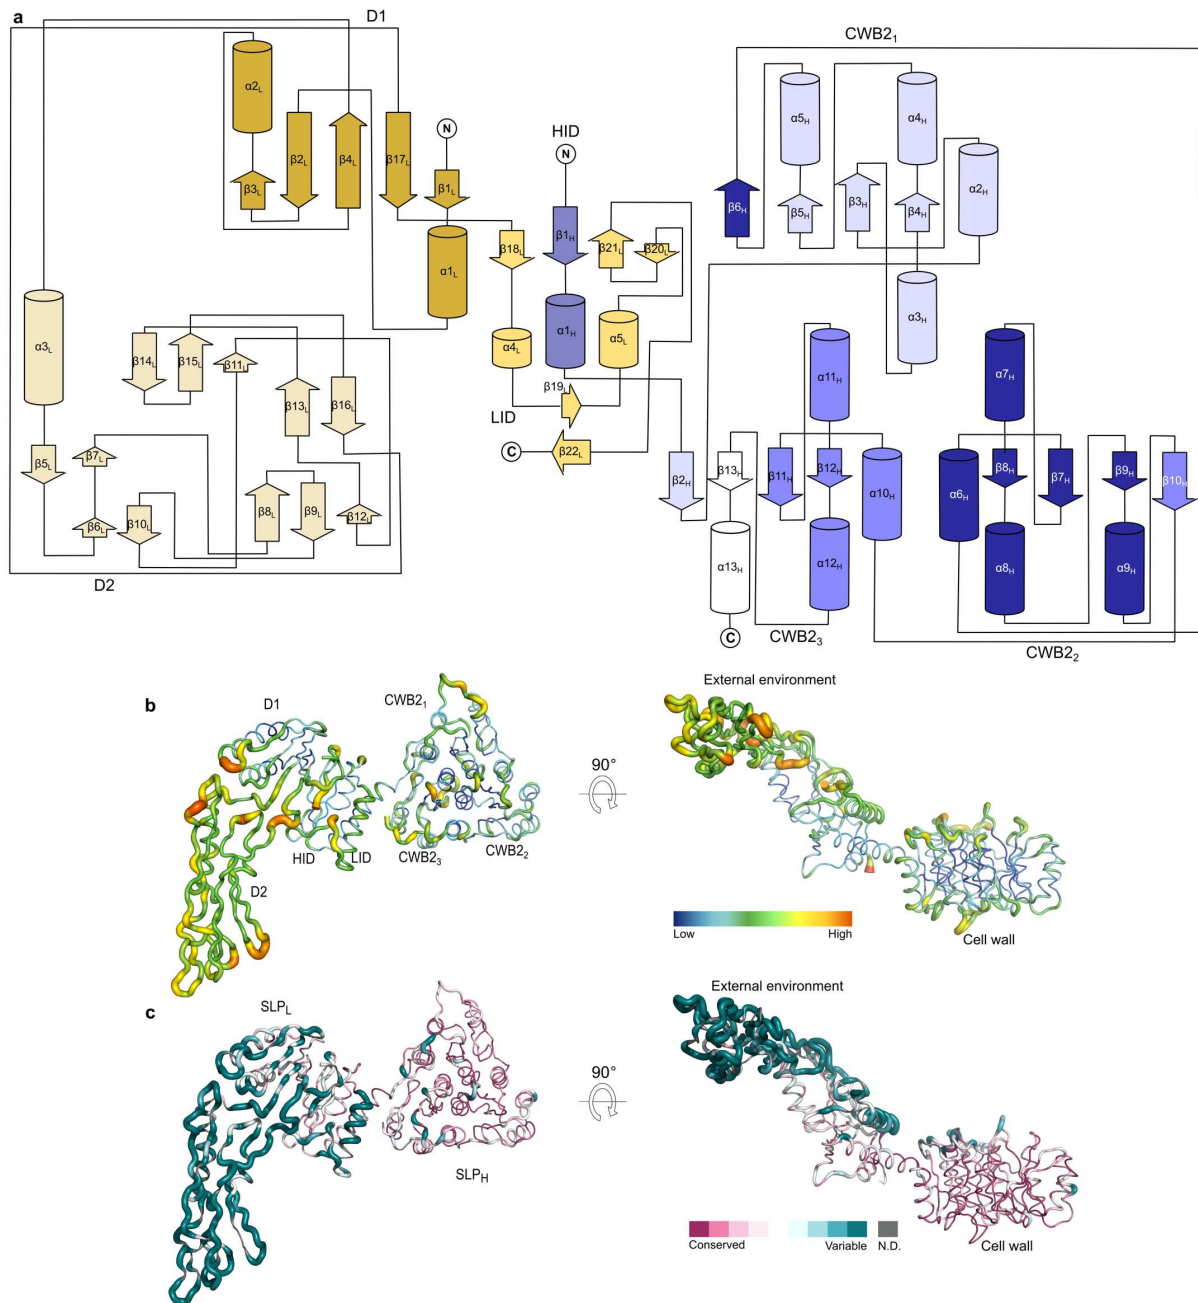 a
D1
CWB2₁
α2L
β3L
β2L
β4L
β17L
N
β1L
α1L
HID
N
β1H
β18L
β21L
β20L
α4L
α1H
α5L
β19L
LID
C
β22L
β6H
α5H
β5H
β3H
α4H
β4H
α2H
α3H
α3L
β14L
β15L
β11L
β13L
β16L
β5L
β7L
β6L
β10L
β8L
β9L
β12L
D2
β2H
β13H
α13H
C
α11H
β11H
β12H
α10H
α12H
CWB2₃
α7H
α6H
β8H
β7H
β9H
β10H
α8H
α9H
CWB2₂
b
D1
CWB2₁
HID
LID
CWB2₃
CWB2₂
D2
90°
External environment
Low
High
Cell wall
c
SLPL
SLPH
90°
External environment
Conserved
Variable
N.D.
Cell wall